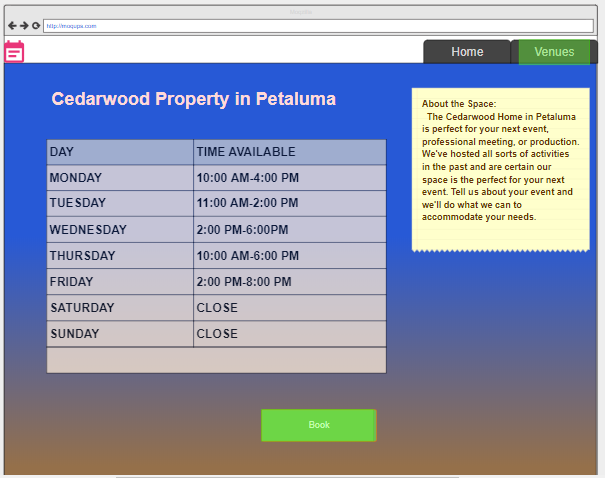 http://moqupa.com
Home
Venues
Cedarwood Property in Petaluma
DAY TIME AVAILABLE
MONDAY 10:00 AM-4:00 PM
TUESDAY 11:00 AM-2:00 PM
WEDNESDAY 2:00 PM-6:00PM
THURSDAY 10:00 AM-6:00 PM
FRIDAY 2:00 PM-8:00 PM
SATURDAY CLOSE
SUNDAY CLOSE
About the Space:
The Cedarwood Home in Petaluma
is perfect for your next event,
professional meeting, or production.
We've hosted all sorts of activities
in the past and are certain our
space is the perfect for your next
event. Tell us about your event and
we'll do what we can to
accommodate your needs.
Book